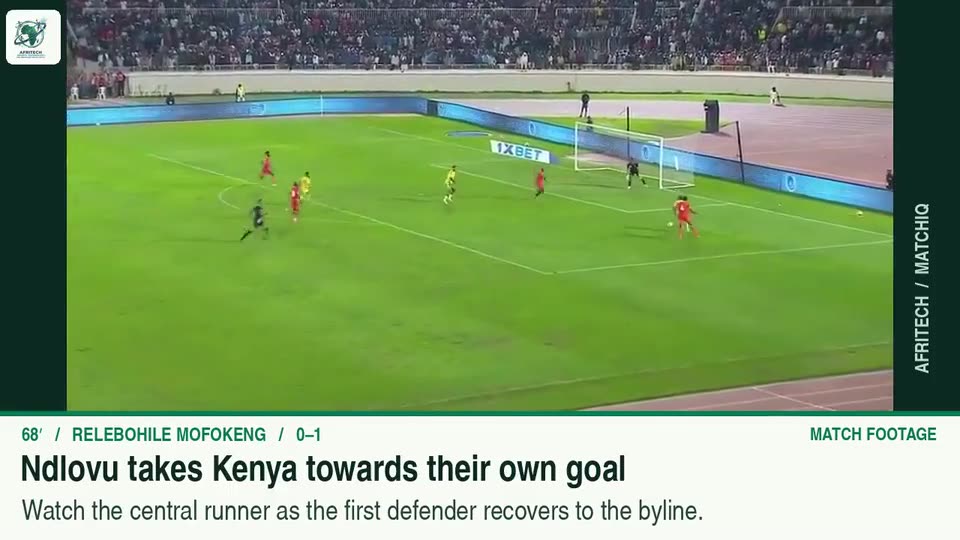 AFRITECH
1XBET
AFRITECH / MATCHIQ
68′ / RELEBOHILE MOFOKENG / 0–1
MATCH FOOTAGE
Ndlovu takes Kenya towards their own goal
Watch the central runner as the first defender recovers to the byline.